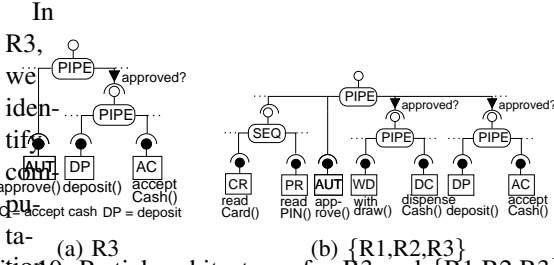 In
R3,
we
iden-
tify
com-
pu-
ta-
PIPE
approved?
PIPE
AUT DP AC
approve() deposit() accept
Cash()
= accept cash DP = deposit
(a) R3
PIPE
approved? approved?
SEQ PIPE PIPE
CR PR AUT WD DC DP AC
read read app- with dispense accept
Card() PIN() rove() draw() Cash() deposit() Cash()
(b) {R1,R2,R3}